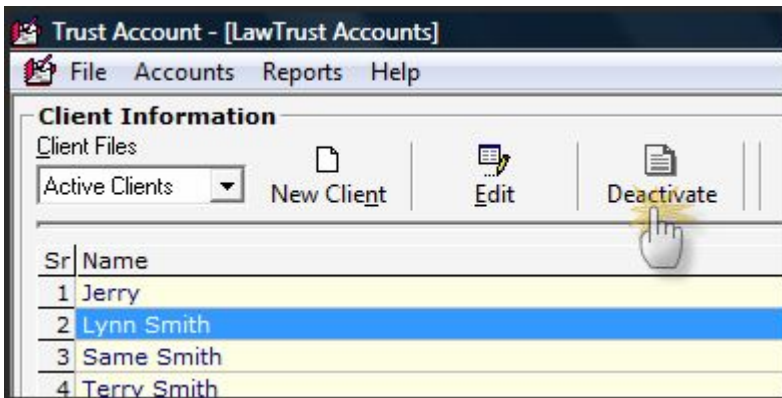 Trust Account - [LawTrust Accounts]
File Accounts Reports Help
Client Information
Client Files
Active Clients New Client Edit Deactivate
Sr Name
1 Jerry
2 Lynn Smith
3 Same Smith
4 Terry Smith